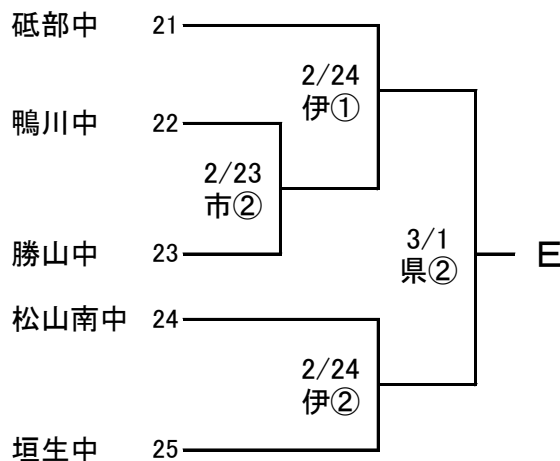 砥部中 21
2/24
伊①
鴨川中 22
2/23
市②
勝山中 23
3/1
県②
E
松山南中 24
2/24
伊②
垣生中 25